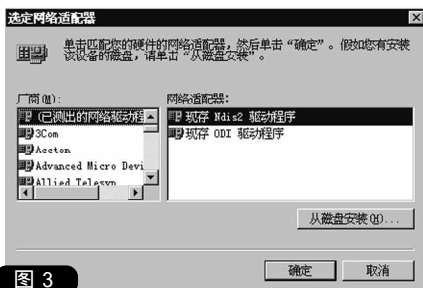 选定网络适配器
单击匹配您的硬件的网络适配器，然后单击“确定”。假如您有安装
该设备的磁盘，请单击“从磁盘安装”。
厂商(M)： 网络适配器：
(已测出的网络驱动程 现存 Ndis2 驱动程序
3Com 现存 ODI 驱动程序
Accton
Advanced Micro Devi
Allied Telesyn
从磁盘安装(H)...
确定 取消
图 3